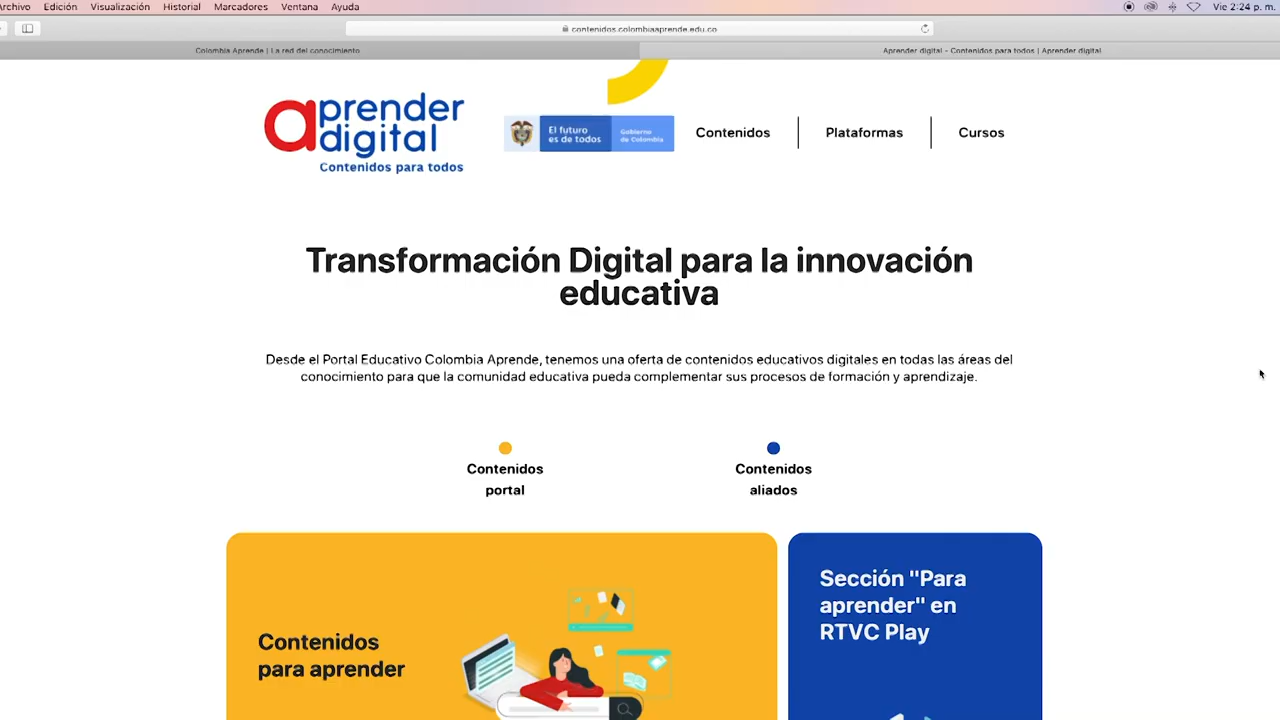 Archivo Edición Visualización Historial Marcadores Ventana Ayuda Vie 2:24 p. m.
contenidos.colombiaaprende.edu.co
Colombia Aprende | La red del conocimiento
Aprender digital - Contenidos para todos | Aprender digital
aprender
digital
Contenidos para todos
El futuro
es de todos
Gobierno
de Colombia
Contenidos
Plataformas
Cursos
Transformación Digital para la innovación
educativa
Desde el Portal Educativo Colombia Aprende, tenemos una oferta de contenidos educativos digitales en todas las áreas del
conocimiento para que la comunidad educativa pueda complementar sus procesos de formación y aprendizaje.
Contenidos
portal
Contenidos
aliados
Contenidos
para aprender
Sección "Para
aprender" en
RTVC Play